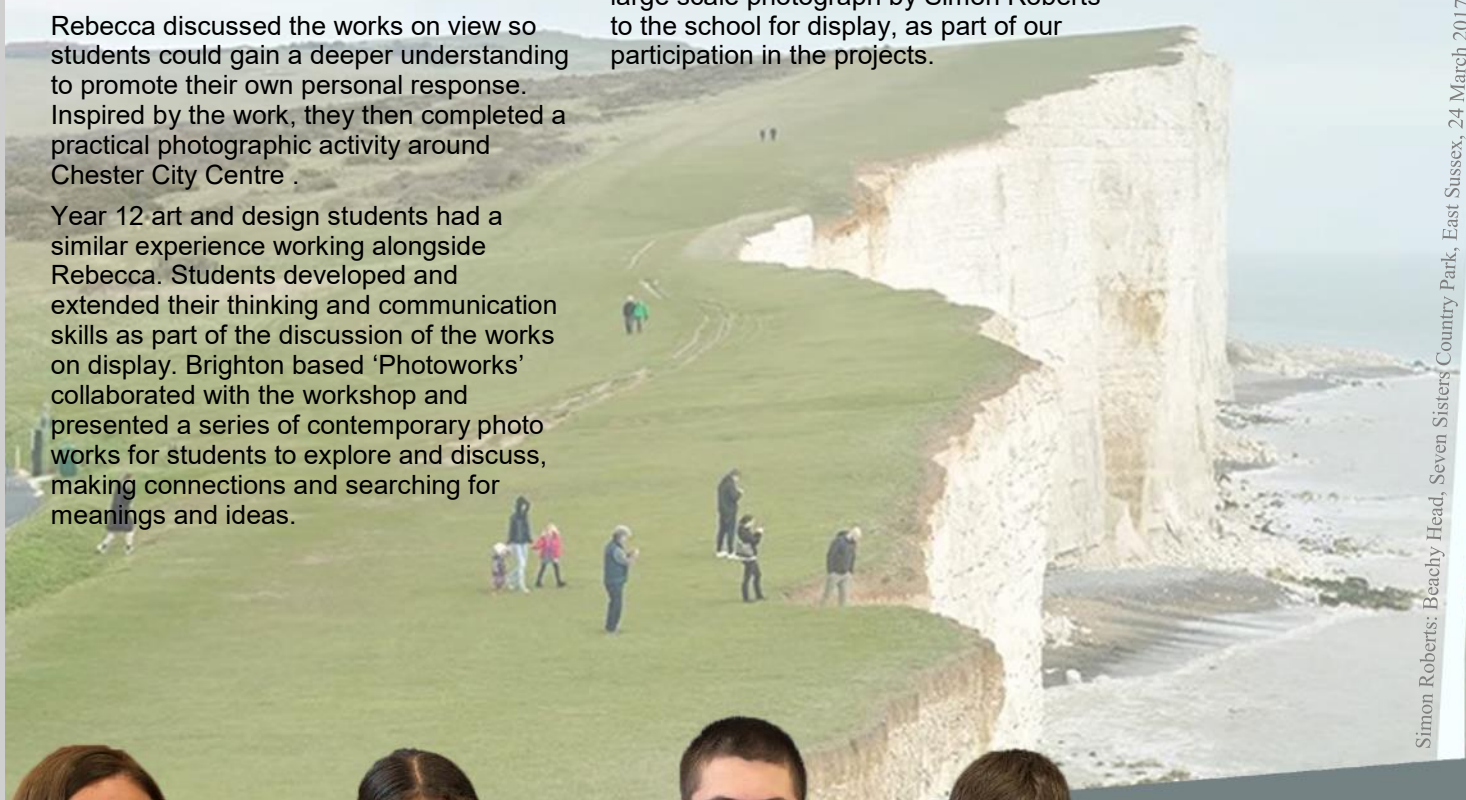 Rebecca discussed the works on view so
students could gain a deeper understanding
to promote their own personal response.
Inspired by the work, they then completed a
practical photographic activity around
Chester City Centre .
Year 12 art and design students had a
similar experience working alongside
Rebecca. Students developed and
extended their thinking and communication
skills as part of the discussion of the works
on display. Brighton based ‘Photoworks’
collaborated with the workshop and
presented a series of contemporary photo
works for students to explore and discuss,
making connections and searching for
meanings and ideas.
large scale photograph by Simon Roberts
to the school for display, as part of our
participation in the projects.
Simon Roberts: Beachy Head, Seven Sisters Country Park, East Sussex, 24 March 2017